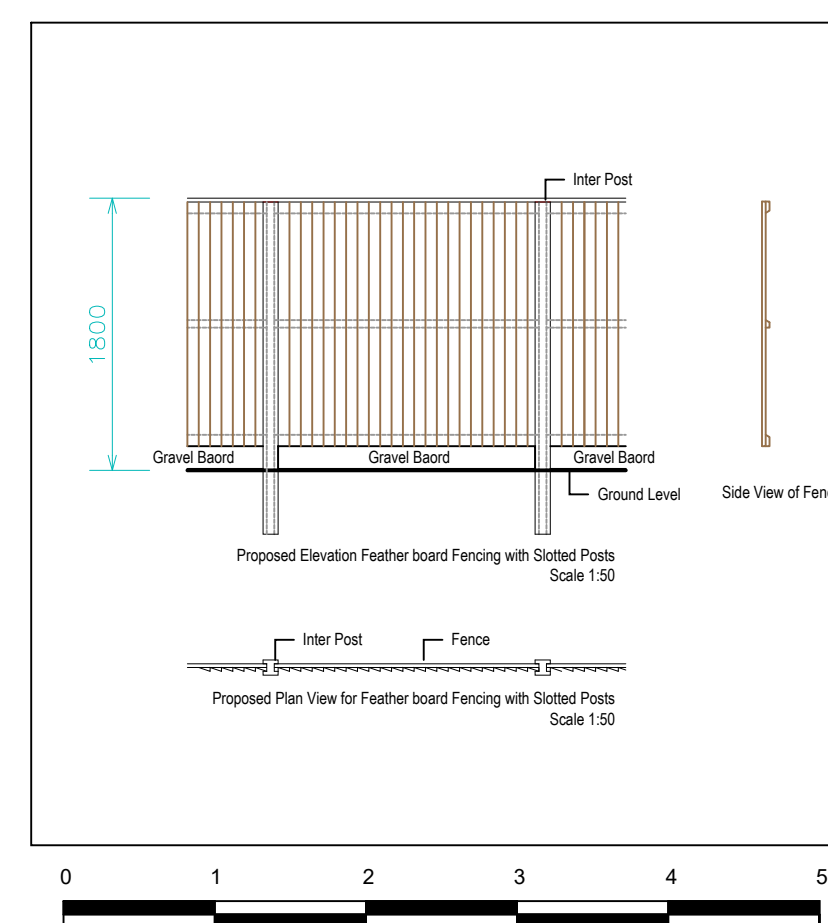 Inter Post
1800
Gravel Baord Gravel Baord Gravel Baord
Ground Level
Side View of Fen
Proposed Elevation Feather board Fencing with Slotted Posts
Scale 1:50
Inter Post Fence
Proposed Plan View for Feather board Fencing with Slotted Posts
Scale 1:50
0 1 2 3 4 5